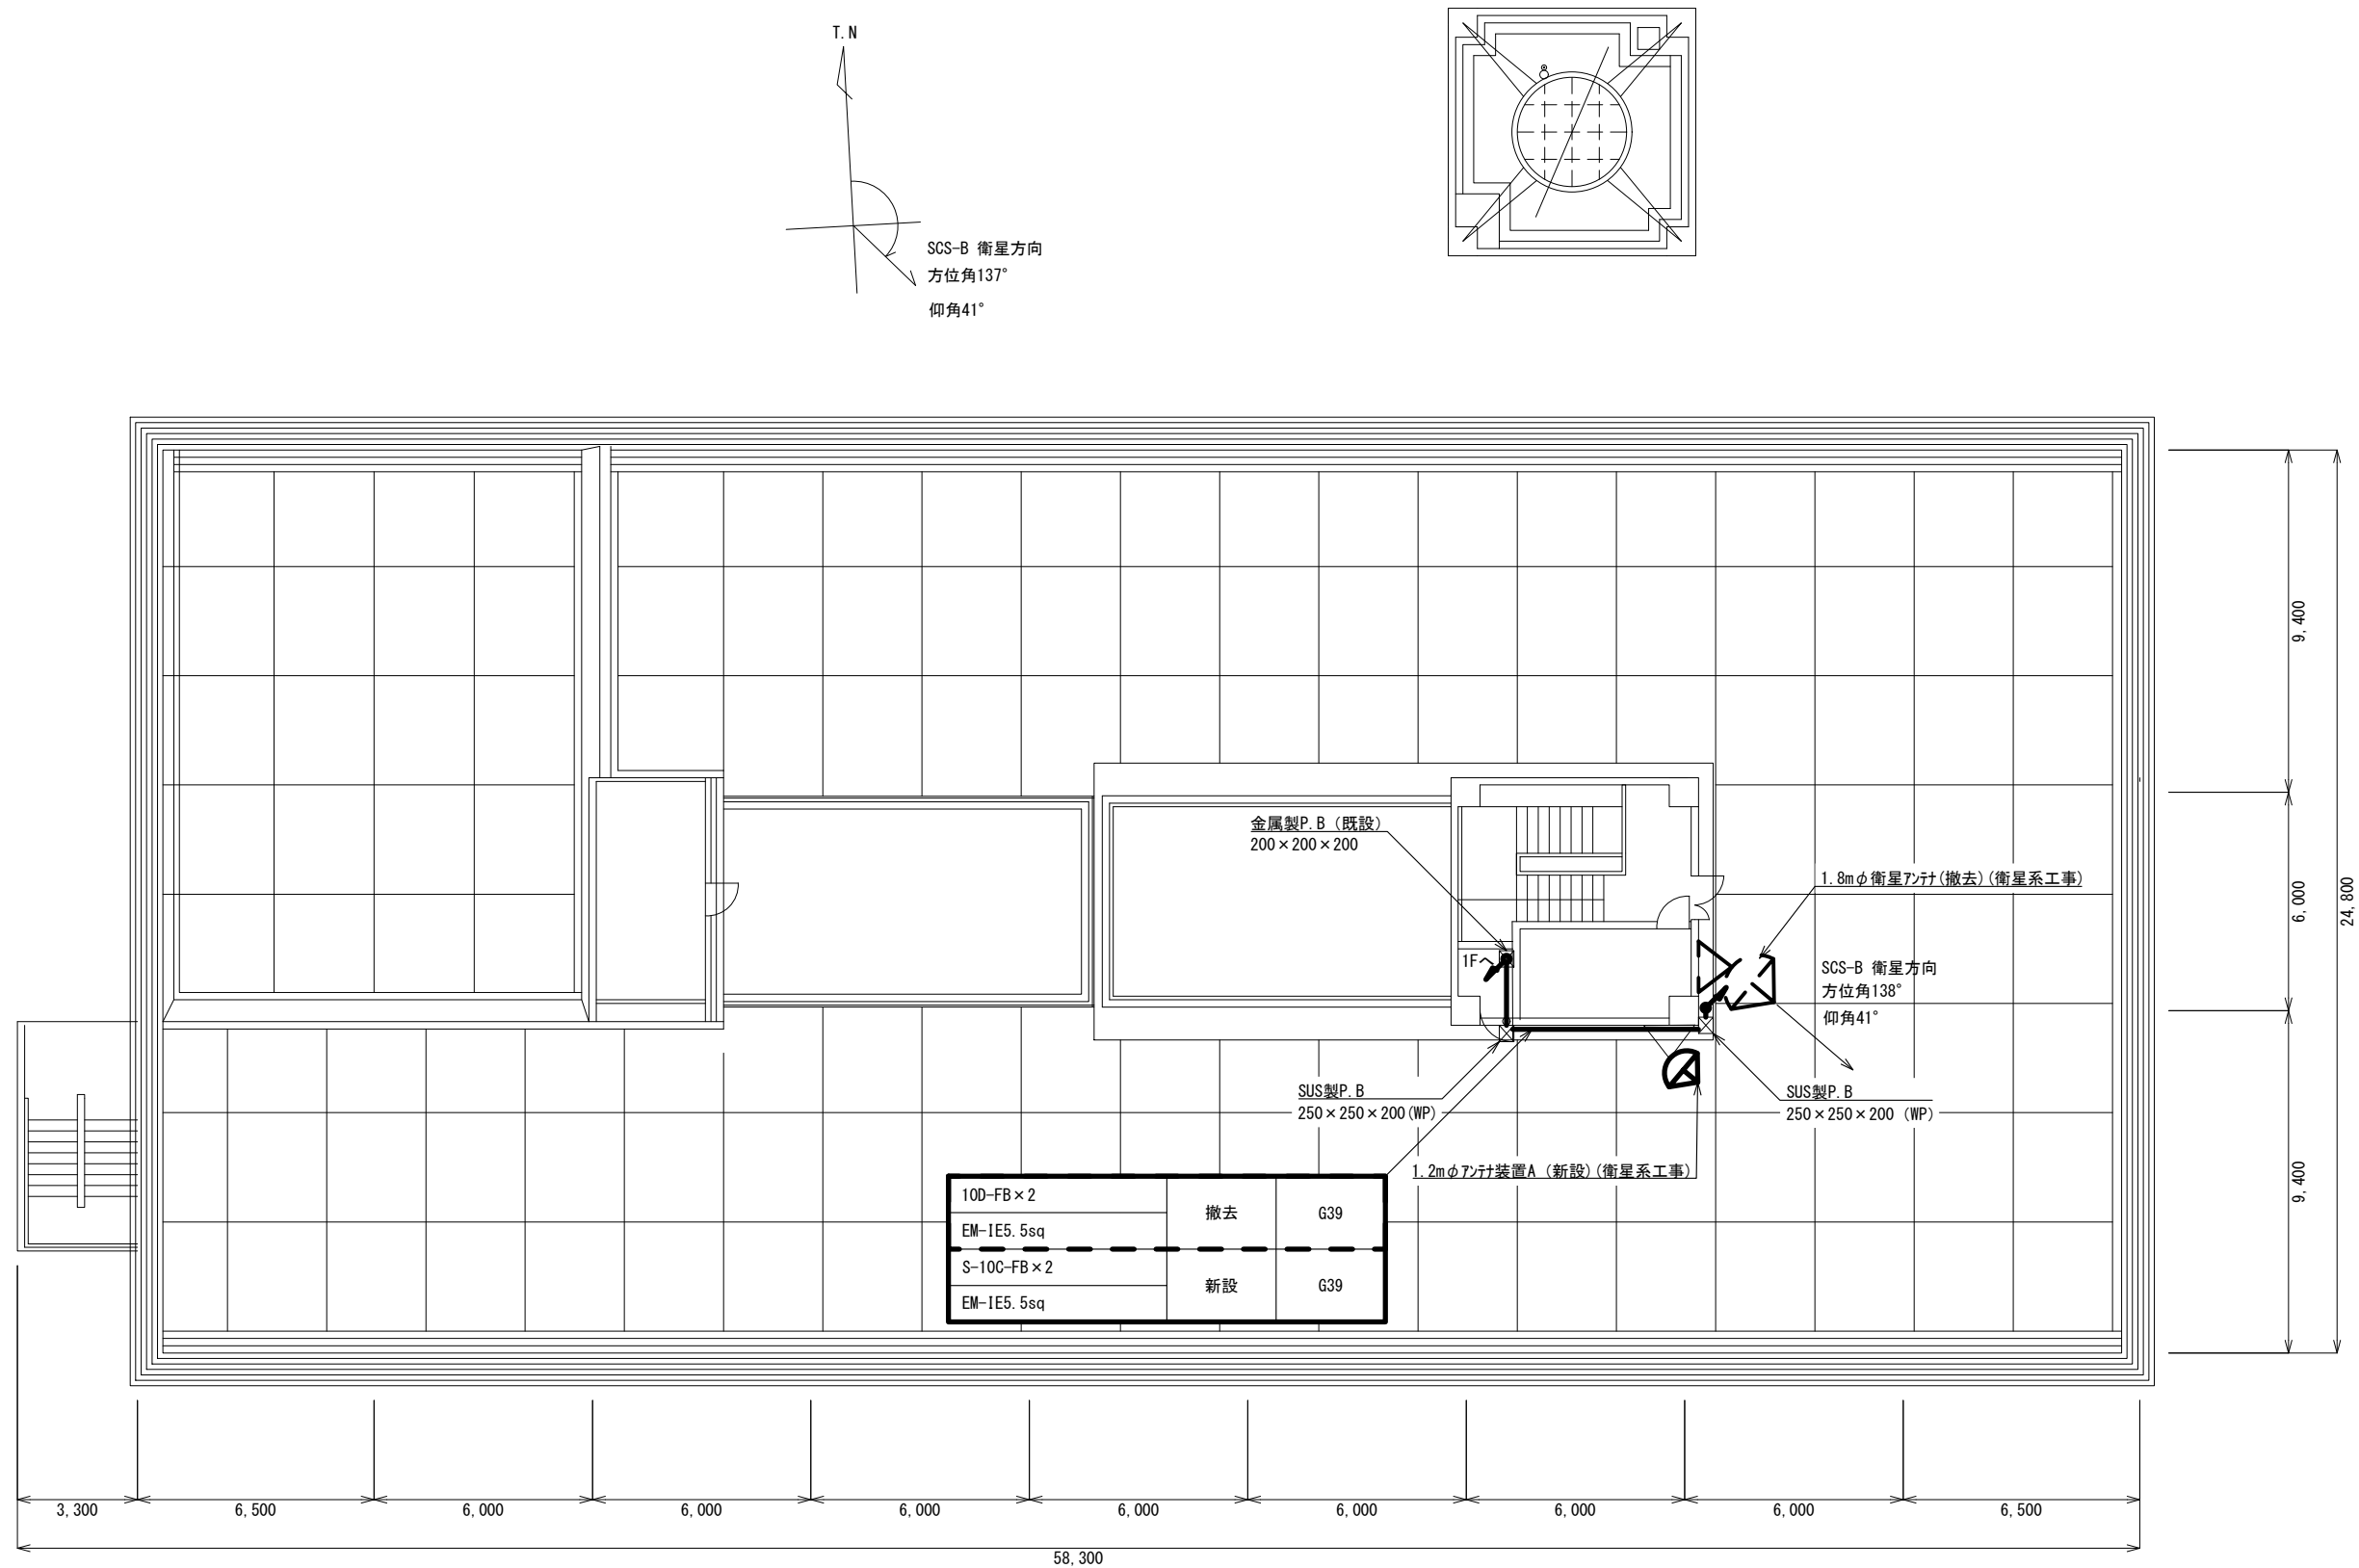 T.N
SCS-B 衛星方向
方位角137°
仰角41°
金属製P.B (既設)
200×200×200
1Fへ
1.8mφ衛星ｱﾝﾃﾅ(撤去)(衛星系工事)
SCS-B 衛星方向
方位角138°
仰角41°
SUS製P.B
250×250×200(WP)
SUS製P.B
250×250×200 (WP)
1.2mφｱﾝﾃﾅ装置A (新設)(衛星系工事)
10D-FB×2
EM-IE5.5sq
撤去
G39
S-10C-FB×2
EM-IE5.5sq
新設
G39
9,400
6,000
9,400
24,800
3,300
6,500
6,000
6,000
6,000
6,000
6,000
6,000
6,000
6,500
58,300